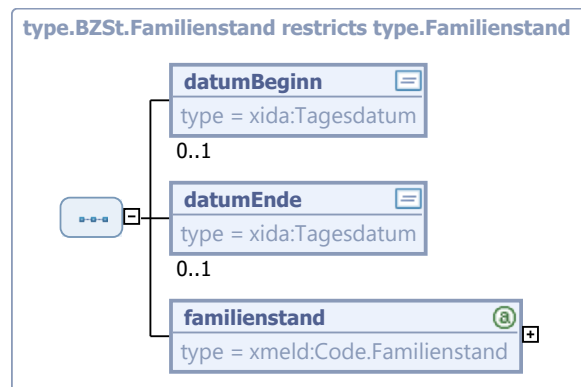 type.BZSt.Familienstand restricts type.Familienstand
datumBeginn
type = xida:Tagesdatum
0..1
datumEnde
type = xida:Tagesdatum
0..1
familienstand
type = xmeld:Code.Familienstand